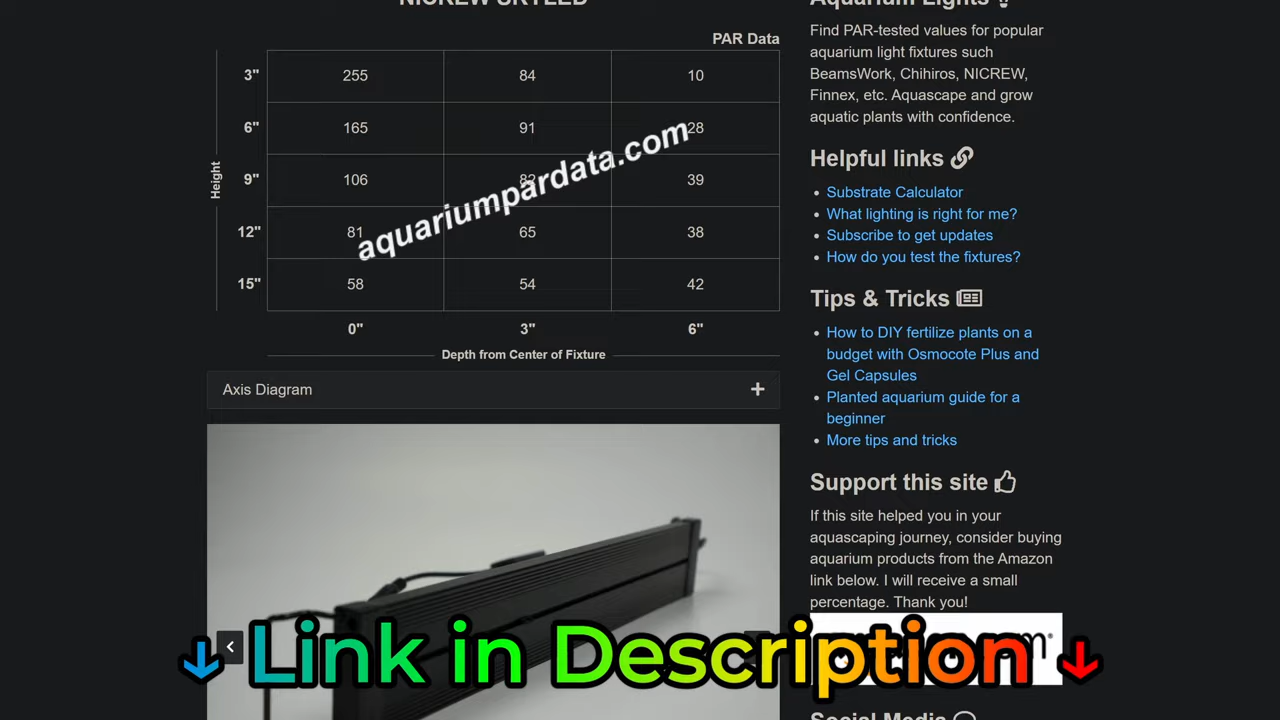 PAR Data
3" 255 84 10
6" 165 91 28
9" 106 39
12" 81 65 38
15" 58 54 42
Height
0" 3" 6"
Depth from Center of Fixture
aquariumpardata.com
Axis Diagram
Find PAR-tested values for popular
aquarium light fixtures such
BeamsWork, Chihiros, NICREW,
Finnex, etc. Aquascape and grow
aquatic plants with confidence.
Helpful links
Substrate Calculator
What lighting is right for me?
Subscribe to get updates
How do you test the fixtures?
Tips & Tricks
How to DIY fertilize plants on a
budget with Osmocote Plus and
Gel Capsules
Planted aquarium guide for a
beginner
More tips and tricks
Support this site
If this site helped you in your
aquascaping journey, consider buying
aquarium products from the Amazon
link below. I will receive a small
percentage. Thank you!
Link in Description